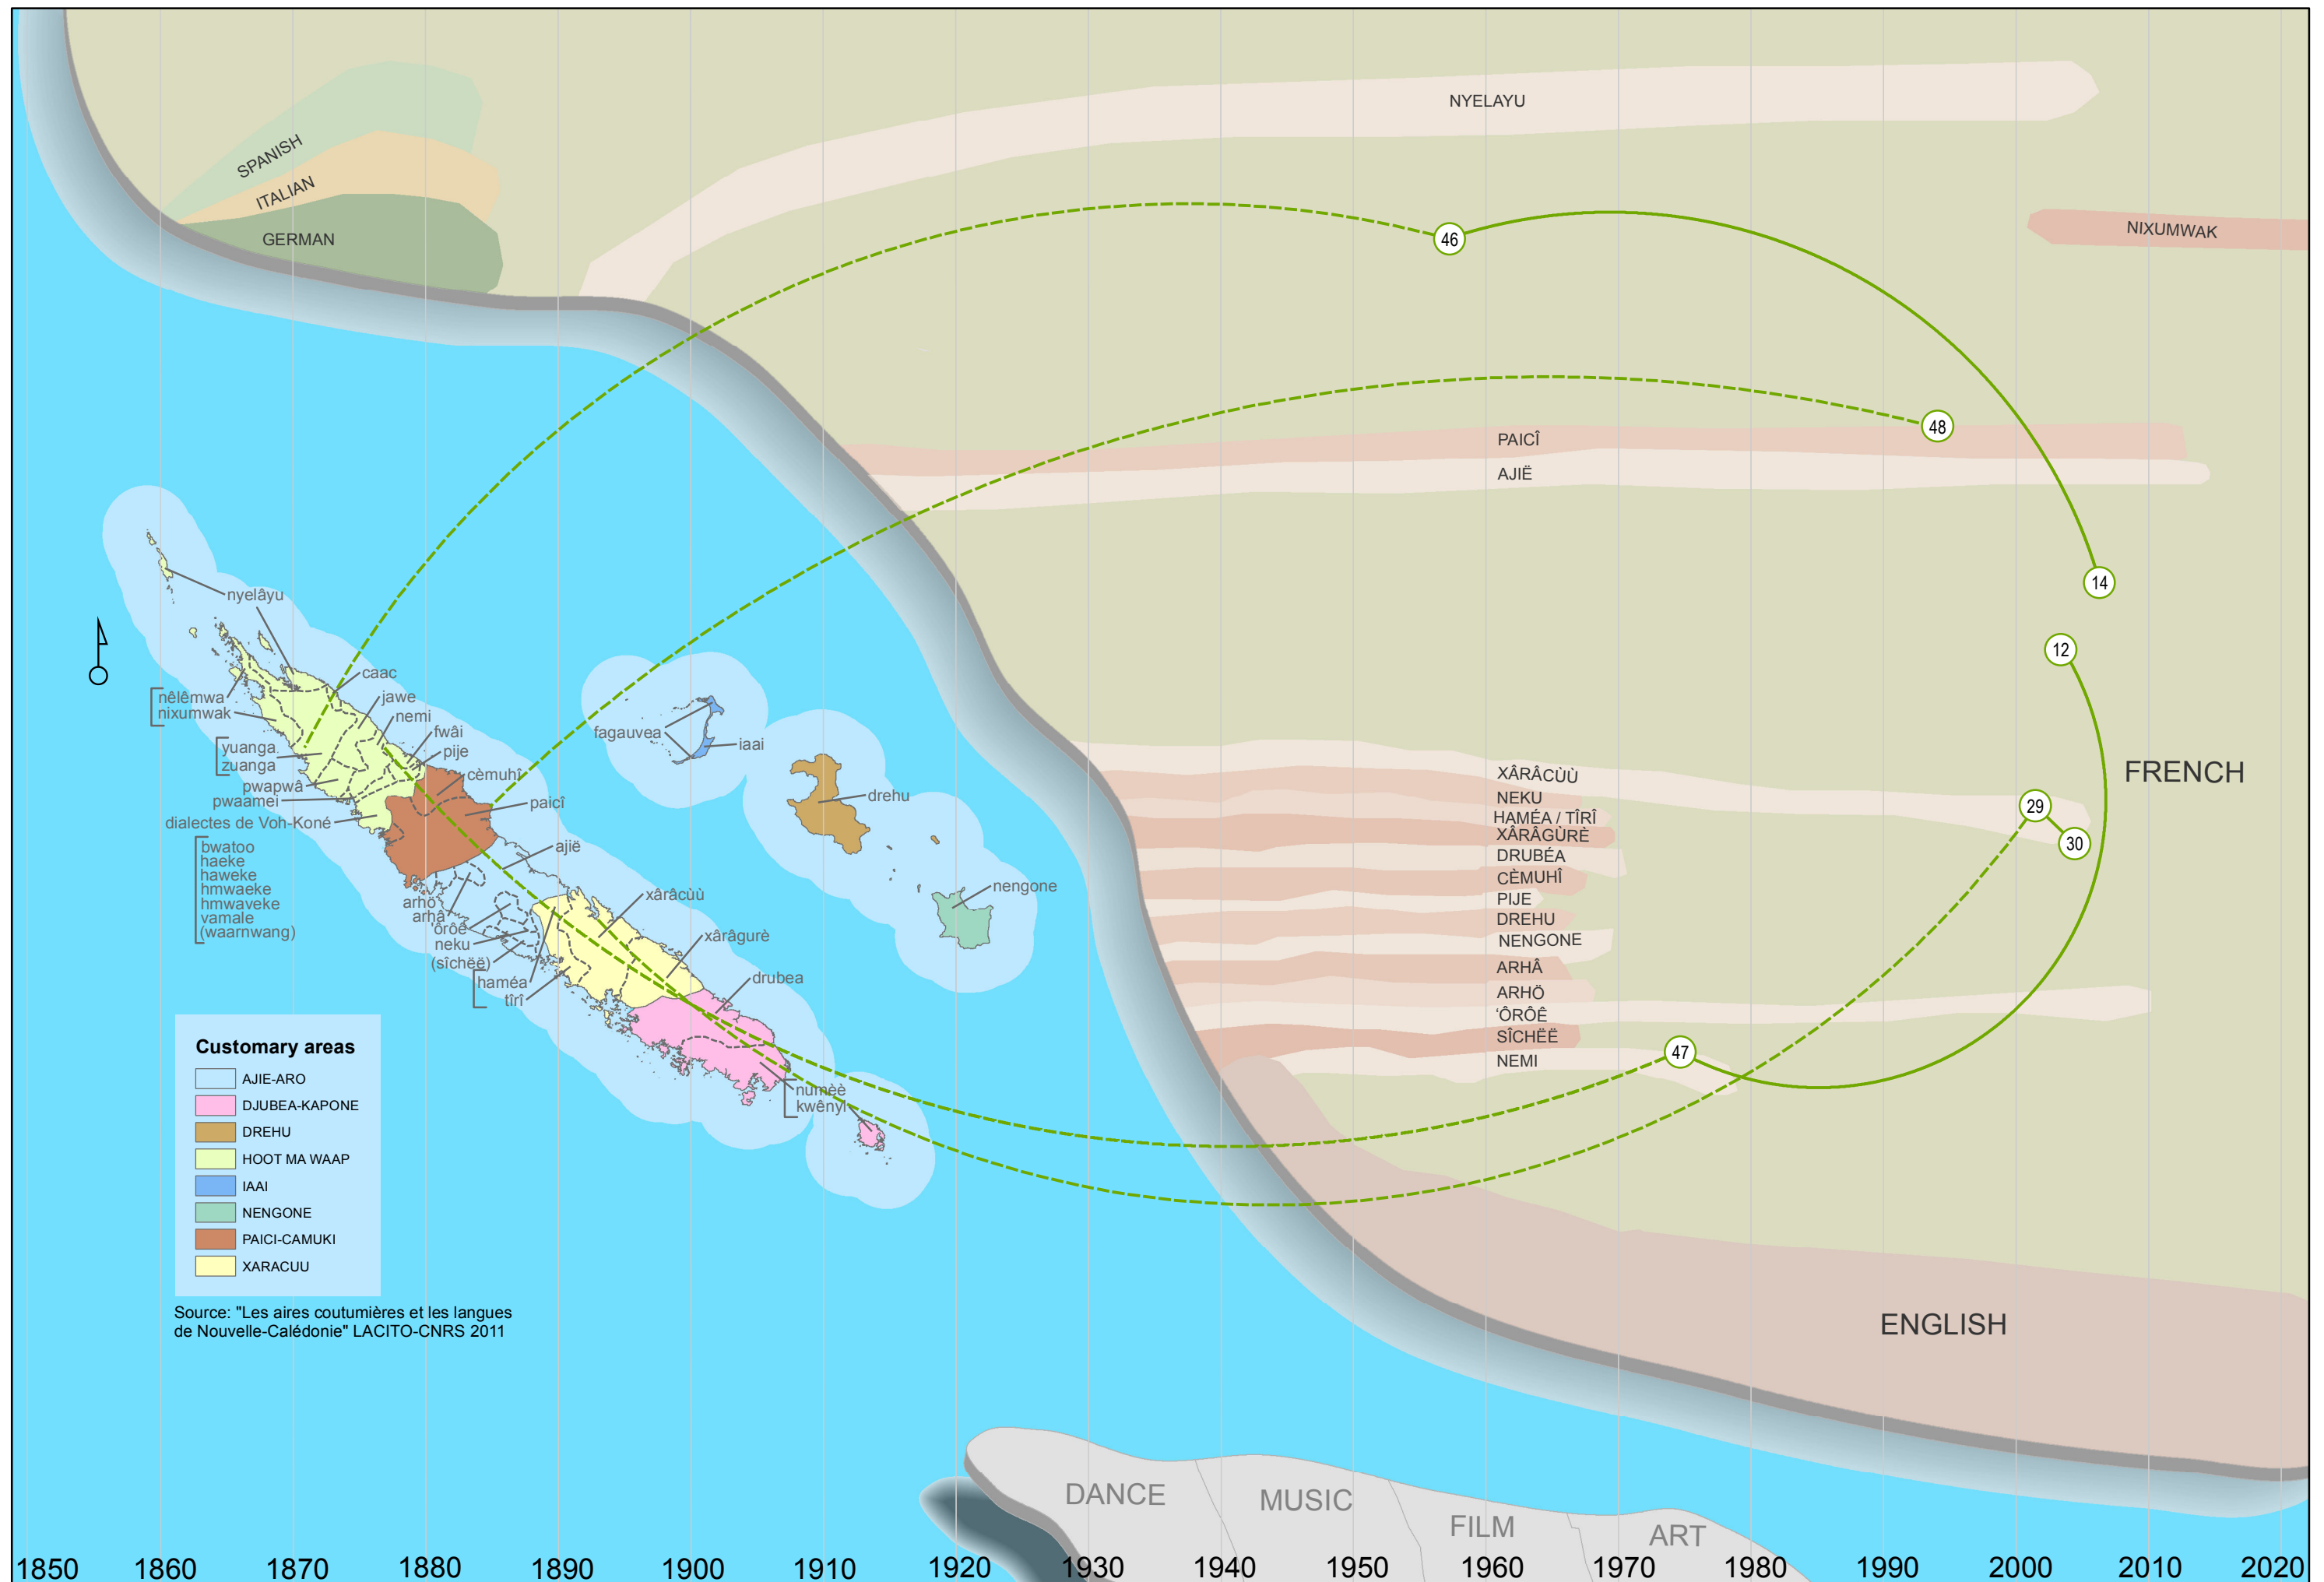 SPANISH
ITALIAN
GERMAN
NYELAYU
NIXUMWAK
46
48
PAICÎ
AJIË
14
12
29
30
47
FRENCH
XÂRÂCÙÙ
NEKU
HAMÉA / TÎRÎ
XÂRÂGÙRÈ
DRUBÉA
CÈMUHÎ
PIJE
DREHU
NENGONE
ARHÂ
ARHÖ
'ÔRÔÊ
SÎCHËË
NEMI
ENGLISH
nyelâyu
caac
jawe
nemi
fwâi
pije
cèmuhî
paicî
ajië
nêlêmwa
nixumwak
yuanga
zuanga
pwapwâ
pwaamei
dialectes de Voh-Koné
bwatoo
haeke
haweke
hmwaeke
hmwaveke
vamale
(waarnwang)
arhö
arhâ
'ôrôê
neku
(sîchëë)
haméa
tîrî
xârâcùù
xârâgurè
drubea
numèè
kwênyî
fagauvea
iaai
drehu
nengone
Customary areas
AJIE-ARO
DJUBEA-KAPONE
DREHU
HOOT MA WAAP
IAAI
NENGONE
PAICI-CAMUKI
XARACUU
Source: "Les aires coutumières et les langues
de Nouvelle-Calédonie" LACITO-CNRS 2011
DANCE
MUSIC
FILM
ART
1850 1860 1870 1880 1890 1900 1910 1920 1930 1940 1950 1960 1970 1980 1990 2000 2010 2020